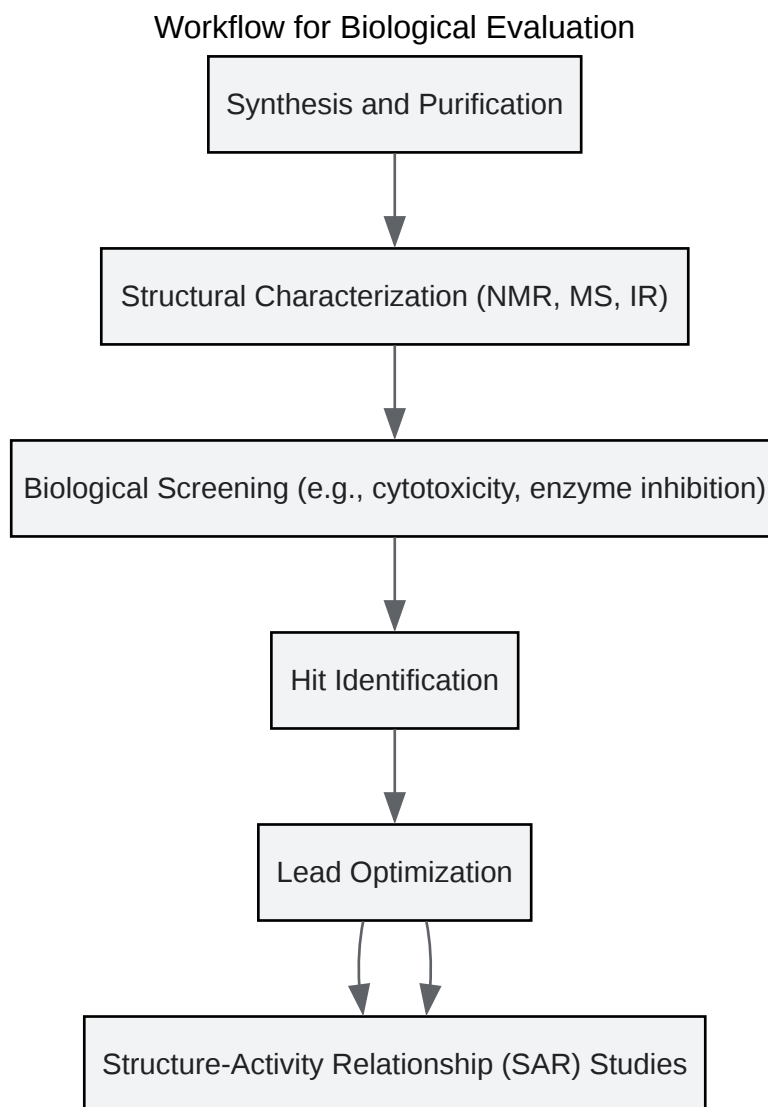 Workflow for Biological Evaluation
Synthesis and Purification
Structural Characterization (NMR, MS, IR)
Biological Screening (e.g., cytotoxicity, enzyme inhibition)
Hit Identification
Lead Optimization
Structure-Activity Relationship (SAR) Studies